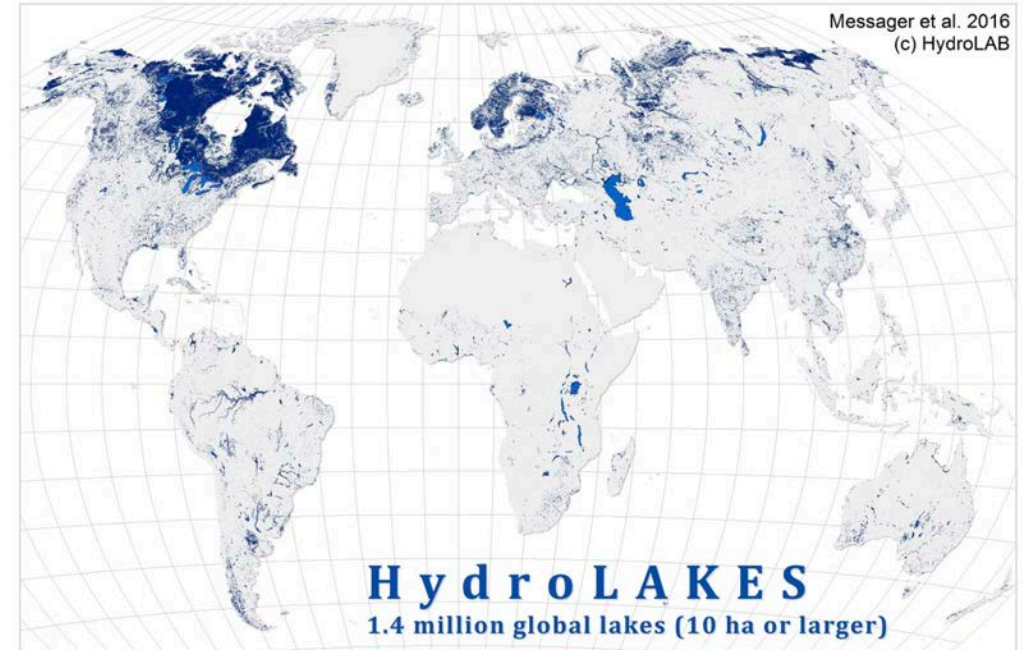 Messager et al. 2016
(c) HydroLAB
HydroLAKES
1.4 million global lakes (10 ha or larger)